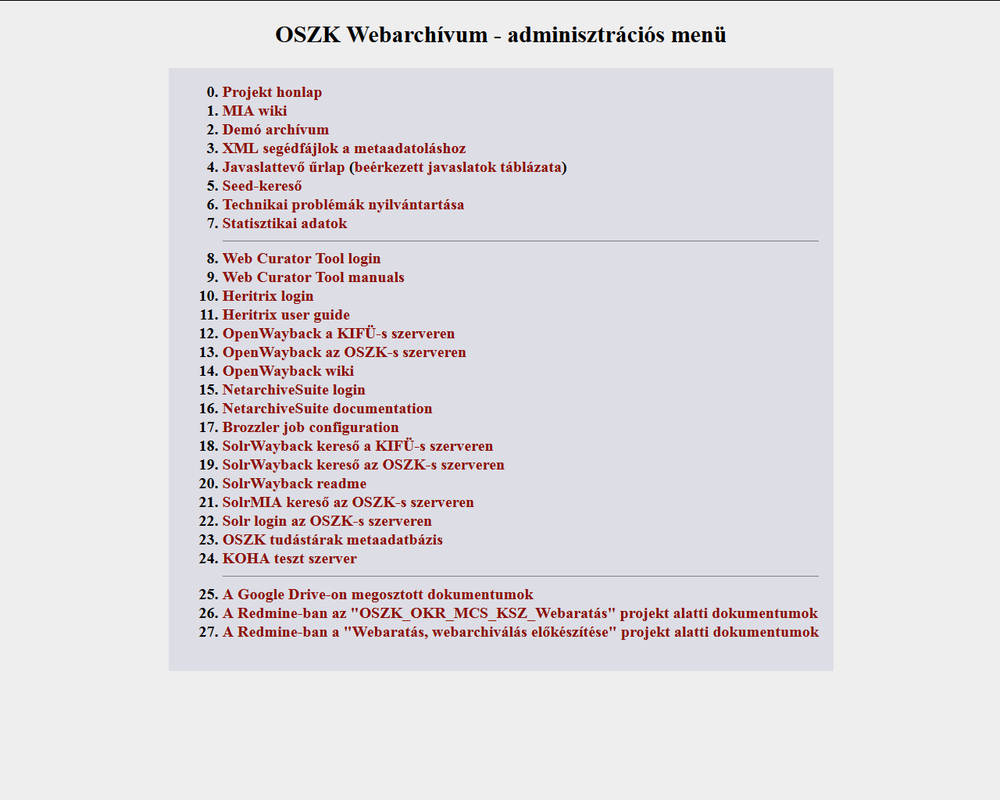 OSZK Webarchívum - adminisztrációs menü
0. Projekt honlap
1. MIA wiki
2. Demó archívum
3. XML segédfájlok a metaadatoláshoz
4. Javaslattevő űrlap (beérkezett javaslatok táblázata)
5. Seed-kereső
6. Technikai problémák nyilvántartása
7. Statisztikai adatok
8. Web Curator Tool login
9. Web Curator Tool manuals
10. Heritrix login
11. Heritrix user guide
12. OpenWayback a KIFÜ-s szerveren
13. OpenWayback az OSZK-s szerveren
14. OpenWayback wiki
15. NetarchiveSuite login
16. NetarchiveSuite documentation
17. Brozzler job configuration
18. SolrWayback kereső a KIFÜ-s szerveren
19. SolrWayback kereső az OSZK-s szerveren
20. SolrWayback readme
21. SolrMIA kereső az OSZK-s szerveren
22. Solr login az OSZK-s szerveren
23. OSZK tudástárak metaadatbázis
24. KOHA teszt szerver
25. A Google Drive-on megosztott dokumentumok
26. A Redmine-ban az "OSZK_OKR_MCS_KSZ_Webaratás" projekt alatti dokumentumok
27. A Redmine-ban a "Webaratás, webarchiválás előkészítése" projekt alatti dokumentumok